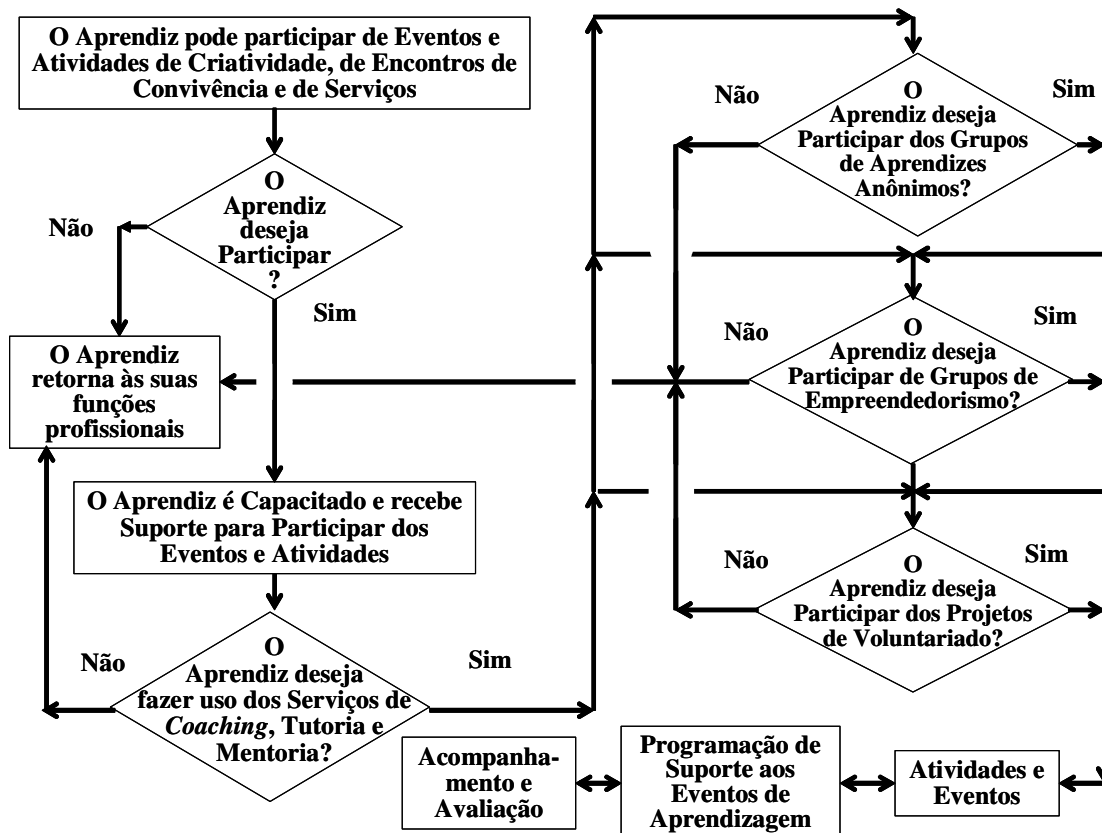 O Aprendiz pode participar de Eventos e
Atividades de Criatividade, de Encontros de
Convivência e de Serviços
O
Aprendiz
deseja
Participar
?
Não
Sim
O Aprendiz
retorna às suas
funções
profissionais
O Aprendiz é Capacitado e recebe
Suporte para Participar dos
Eventos e Atividades
O
Aprendiz deseja
fazer uso dos Serviços de
Coaching, Tutoria e
Mentoria?
Não
Sim
Não
Sim
O
Aprendiz deseja
Participar dos Grupos
de Aprendizes
Anônimos?
Não
Sim
O
Aprendiz deseja
Participar de Grupos de
Empreendedorismo?
Não
Sim
O
Aprendiz deseja
Participar dos Projetos
de Voluntariado?
Acompanha-
mento e
Avaliação
Programação de
Suporte aos
Eventos de
Aprendizagem
Atividades e
Eventos